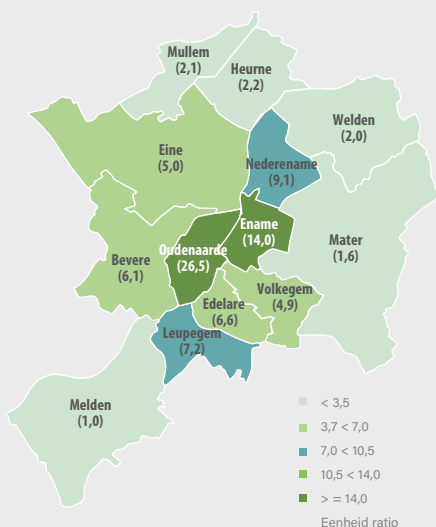 Mullem
(2,1)
Heurne
(2,2)
Welden
(2,0)
Eine
(5,0)
Nederename
(9,1)
Ename
(14,0)
Mater
(1,6)
Oudenaarde
(26,5)
Bevere
(6,1)
Volkegem
(4,9)
Edelare
(6,6)
Leupegem
(7,2)
Melden
(1,0)
< 3,5
3,7 < 7,0
7,0 < 10,5
10,5 < 14,0
> = 14,0
Eenheid ratio